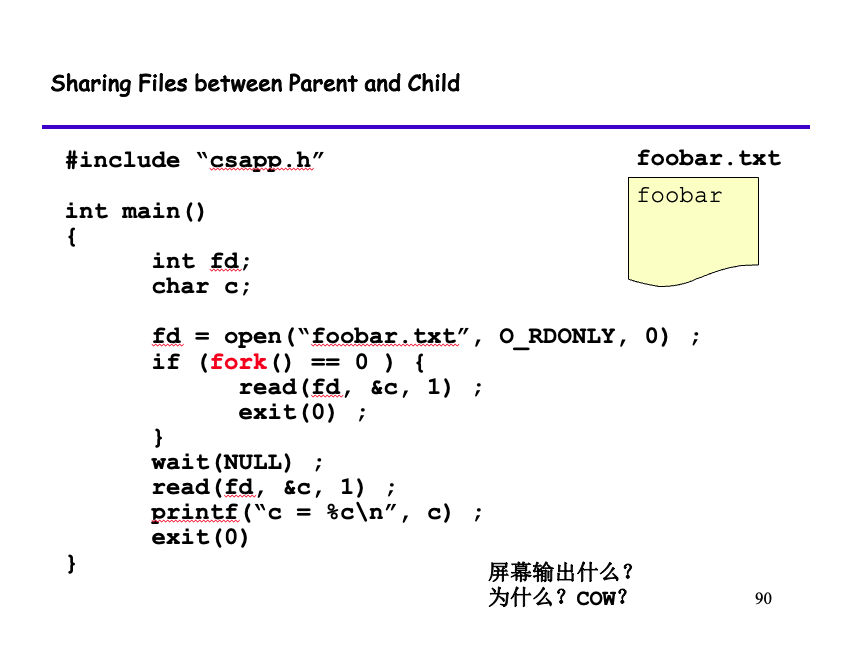 Sharing Files between Parent and Child
#include “csapp.h”
foobar.txt
foobar
int main()
{
int fd;
char c;
fd = open(“foobar.txt”, O_RDONLY, 0) ;
if (fork() == 0 ) {
read(fd, &c, 1) ;
exit(0) ;
}
wait(NULL) ;
read(fd, &c, 1) ;
printf(“c = %c\n”, c) ;
exit(0)
}
屏幕输出什么?
为什么? COW?
90